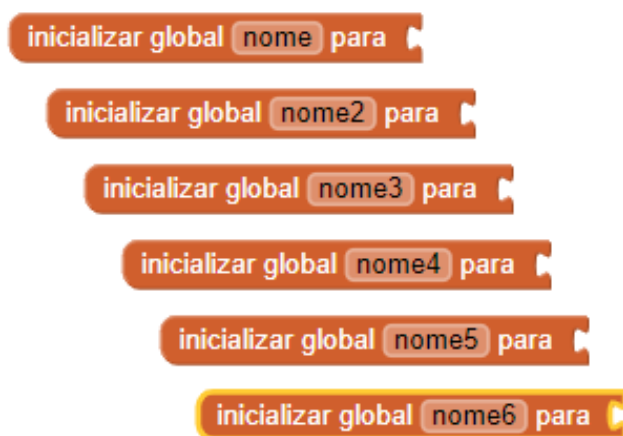 inicializar global nome para
inicializar global nome2 para
inicializar global nome3 para
inicializar global nome4 para
inicializar global nome5 para
inicializar global nome6 para